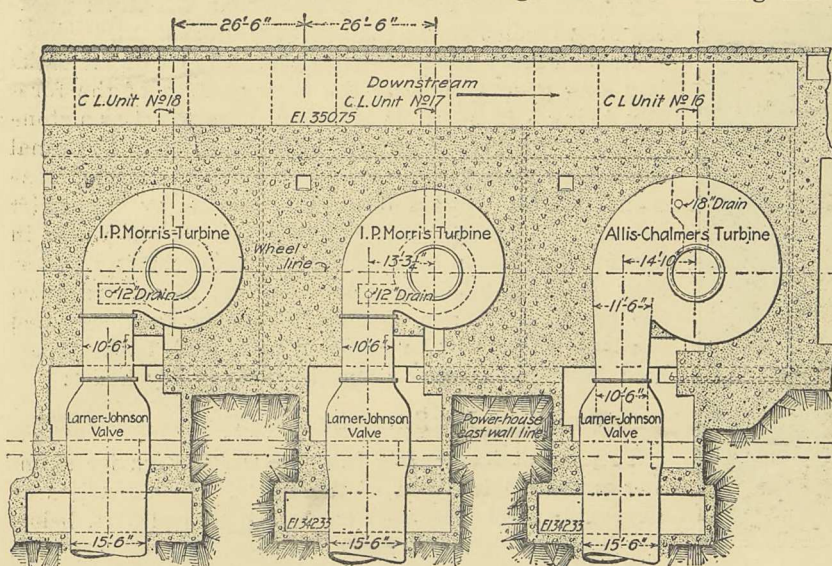 26'-6" 26'-6"
Downstream
C L. Unit Nº 18 C L. Unit Nº 17 C L Unit Nº 16
El. 350.75
18" Drain
I. P. Morris-Turbine I. P. Morris Turbine Allis-Chalmers Turbine
Wheel
line
13'-3¼" 14'-10"
12" Drain 12" Drain 11'-6"
10'-6" 10'-6"
10'-6"
Larner-Johnson
Valve
Larner-Johnson
Valve
Larner-Johnson
Valve
Power-house
east wall line
El 342.33 El 342.33
15'-6" 15'-6" 15'-6"